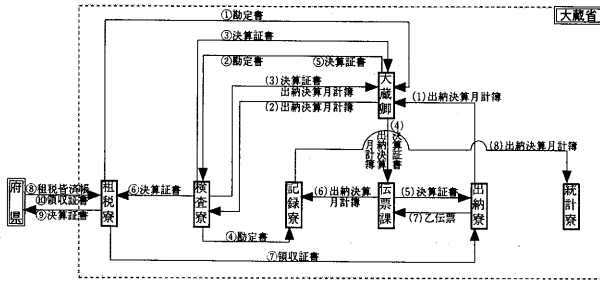 大蔵省
①勘定書
③決算証書
②勘定書
⑤決算証書
大蔵卿
(3)決算証書
出納決算月計簿
(2)出納決算月計簿
(1)出納決算月計簿
(4)
決算証書
出納決算
月計簿
(8)出納決算月計簿
府県
⑧租税皆済帳
⑩領収証書
⑨決算証書
租税寮
⑥決算証書
検査寮
記録寮
(6)出納決算
月計簿
伝票課
(5)決算証書
(7)乙伝票
出納寮
統計寮
④勘定書
⑦領収証書